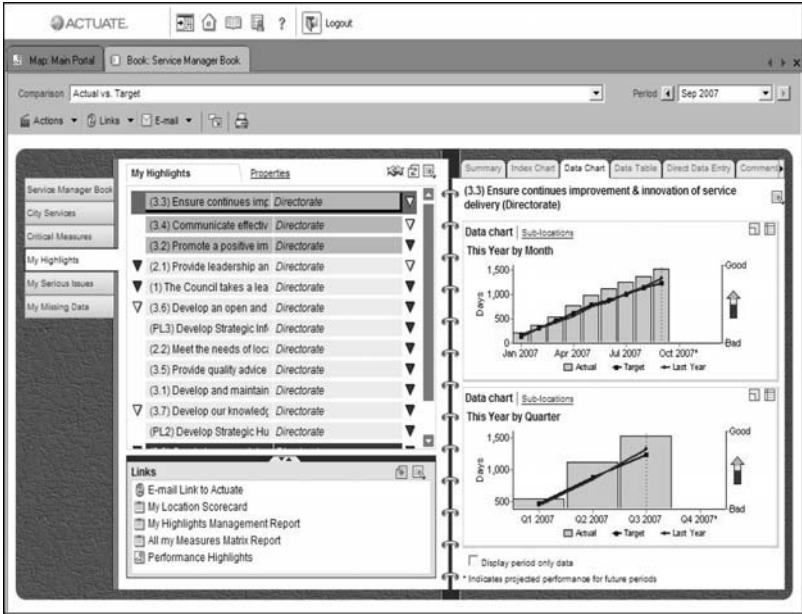 ACTUATE. ? Logout
Map: Main Portal Book: Service Manager Book
Comparison Actual vs. Target Period Sep 2007
Actions Links E-mail
Service Manager Book
City Services
Critical Measures
My Highlights
My Serious Issues
My Missing Data
My Highlights Properties
(3.3) Ensure continues imp Directorate
(3.4) Communicate effectiv Directorate
(3.2) Promote a positive im Directorate
(2.1) Provide leadership an Directorate
(1) The Council takes a lea Directorate
(3.6) Develop an open and Directorate
(PL3) Develop Strategic Inf Directorate
(2.2) Meet the needs of loca Directorate
(3.5) Provide quality advice Directorate
(3.1) Develop and maintain Directorate
(3.7) Develop our knowledg Directorate
(PL2) Develop Strategic Hu Directorate
Links
E-mail Link to Actuate
My Location Scorecard
My Highlights Management Report
All my Measures Matrix Report
Performance Highlights
Summary Index Chart Data Chart Data Table Direct Data Entry Comment
(3.3) Ensure continues improvement & innovation of service
delivery (Directorate)
Data chart Sub-locations
This Year by Month
1,500
1,000
500
0
Days
Good
Bad
Jan 2007 Apr 2007 Jul 2007 Oct 2007*
Actual Target Last Year
Data chart Sub-locations
This Year by Quarter
1,500
1,000
500
Days
Good
Bad
Q1 2007 Q2 2007 Q3 2007 Q4 2007*
Actual Target Last Year
Display period only data
* Indicates projected performance for future periods